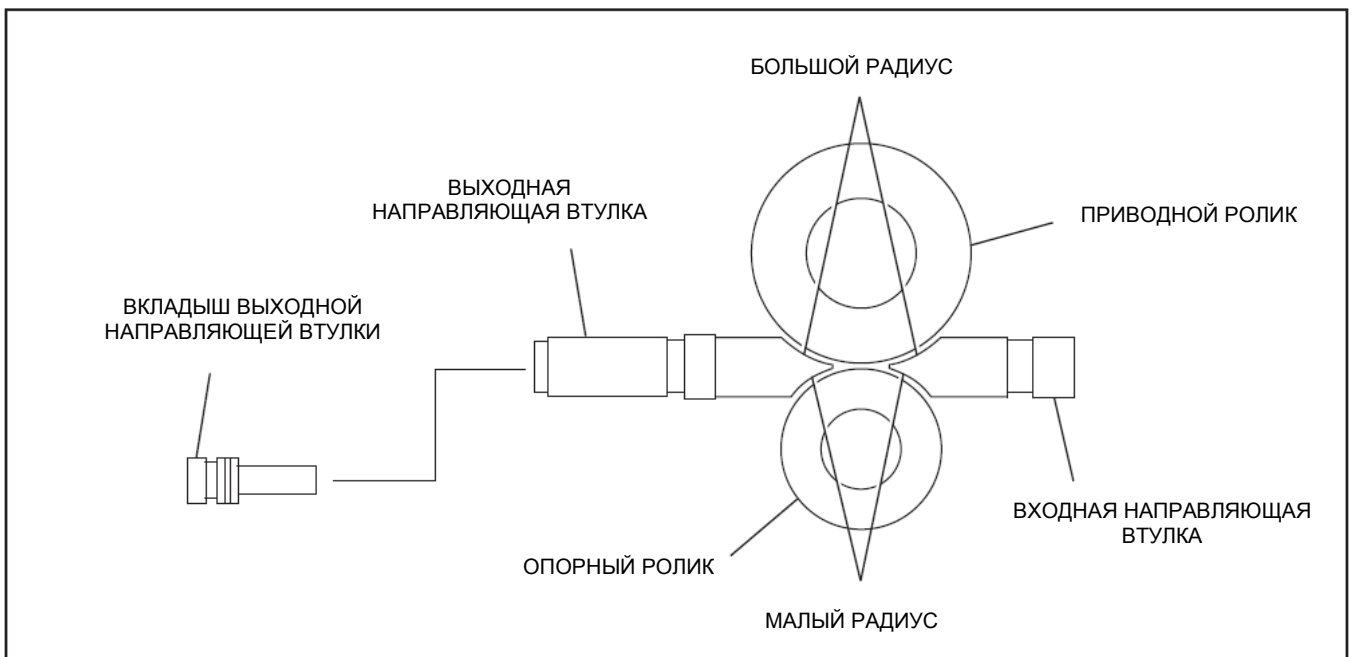 БОЛЬШОЙ РАДИУС
ВЫХОДНАЯ
НАПРАВЛЯЮЩАЯ ВТУЛКА
ПРИВОДНОЙ РОЛИК
ВКЛАДЫШ ВЫХОДНОЙ
НАПРАВЛЯЮЩЕЙ ВТУЛКИ
ВХОДНАЯ НАПРАВЛЯЮЩАЯ
ВТУЛКА
ОПОРНЫЙ РОЛИК
МАЛЫЙ РАДИУС